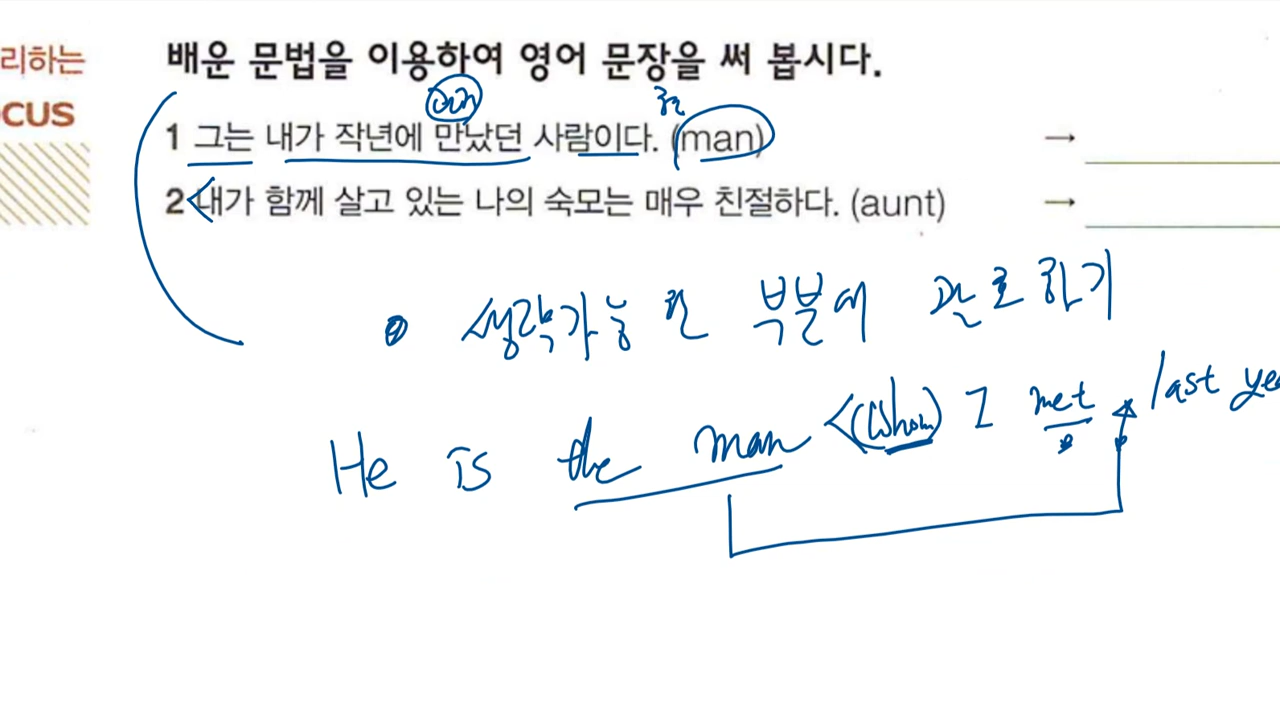 리하는
배운 문법을 이용하여 영어 문장을 써 봅시다.
CUS
1 그는 내가 작년에 만났던 사람이다. (man) →
2 내가 함께 살고 있는 나의 숙모는 매우 친절하다. (aunt) →
생략가능한 부분에 괄호하기
He is the man (whom) I met last yea